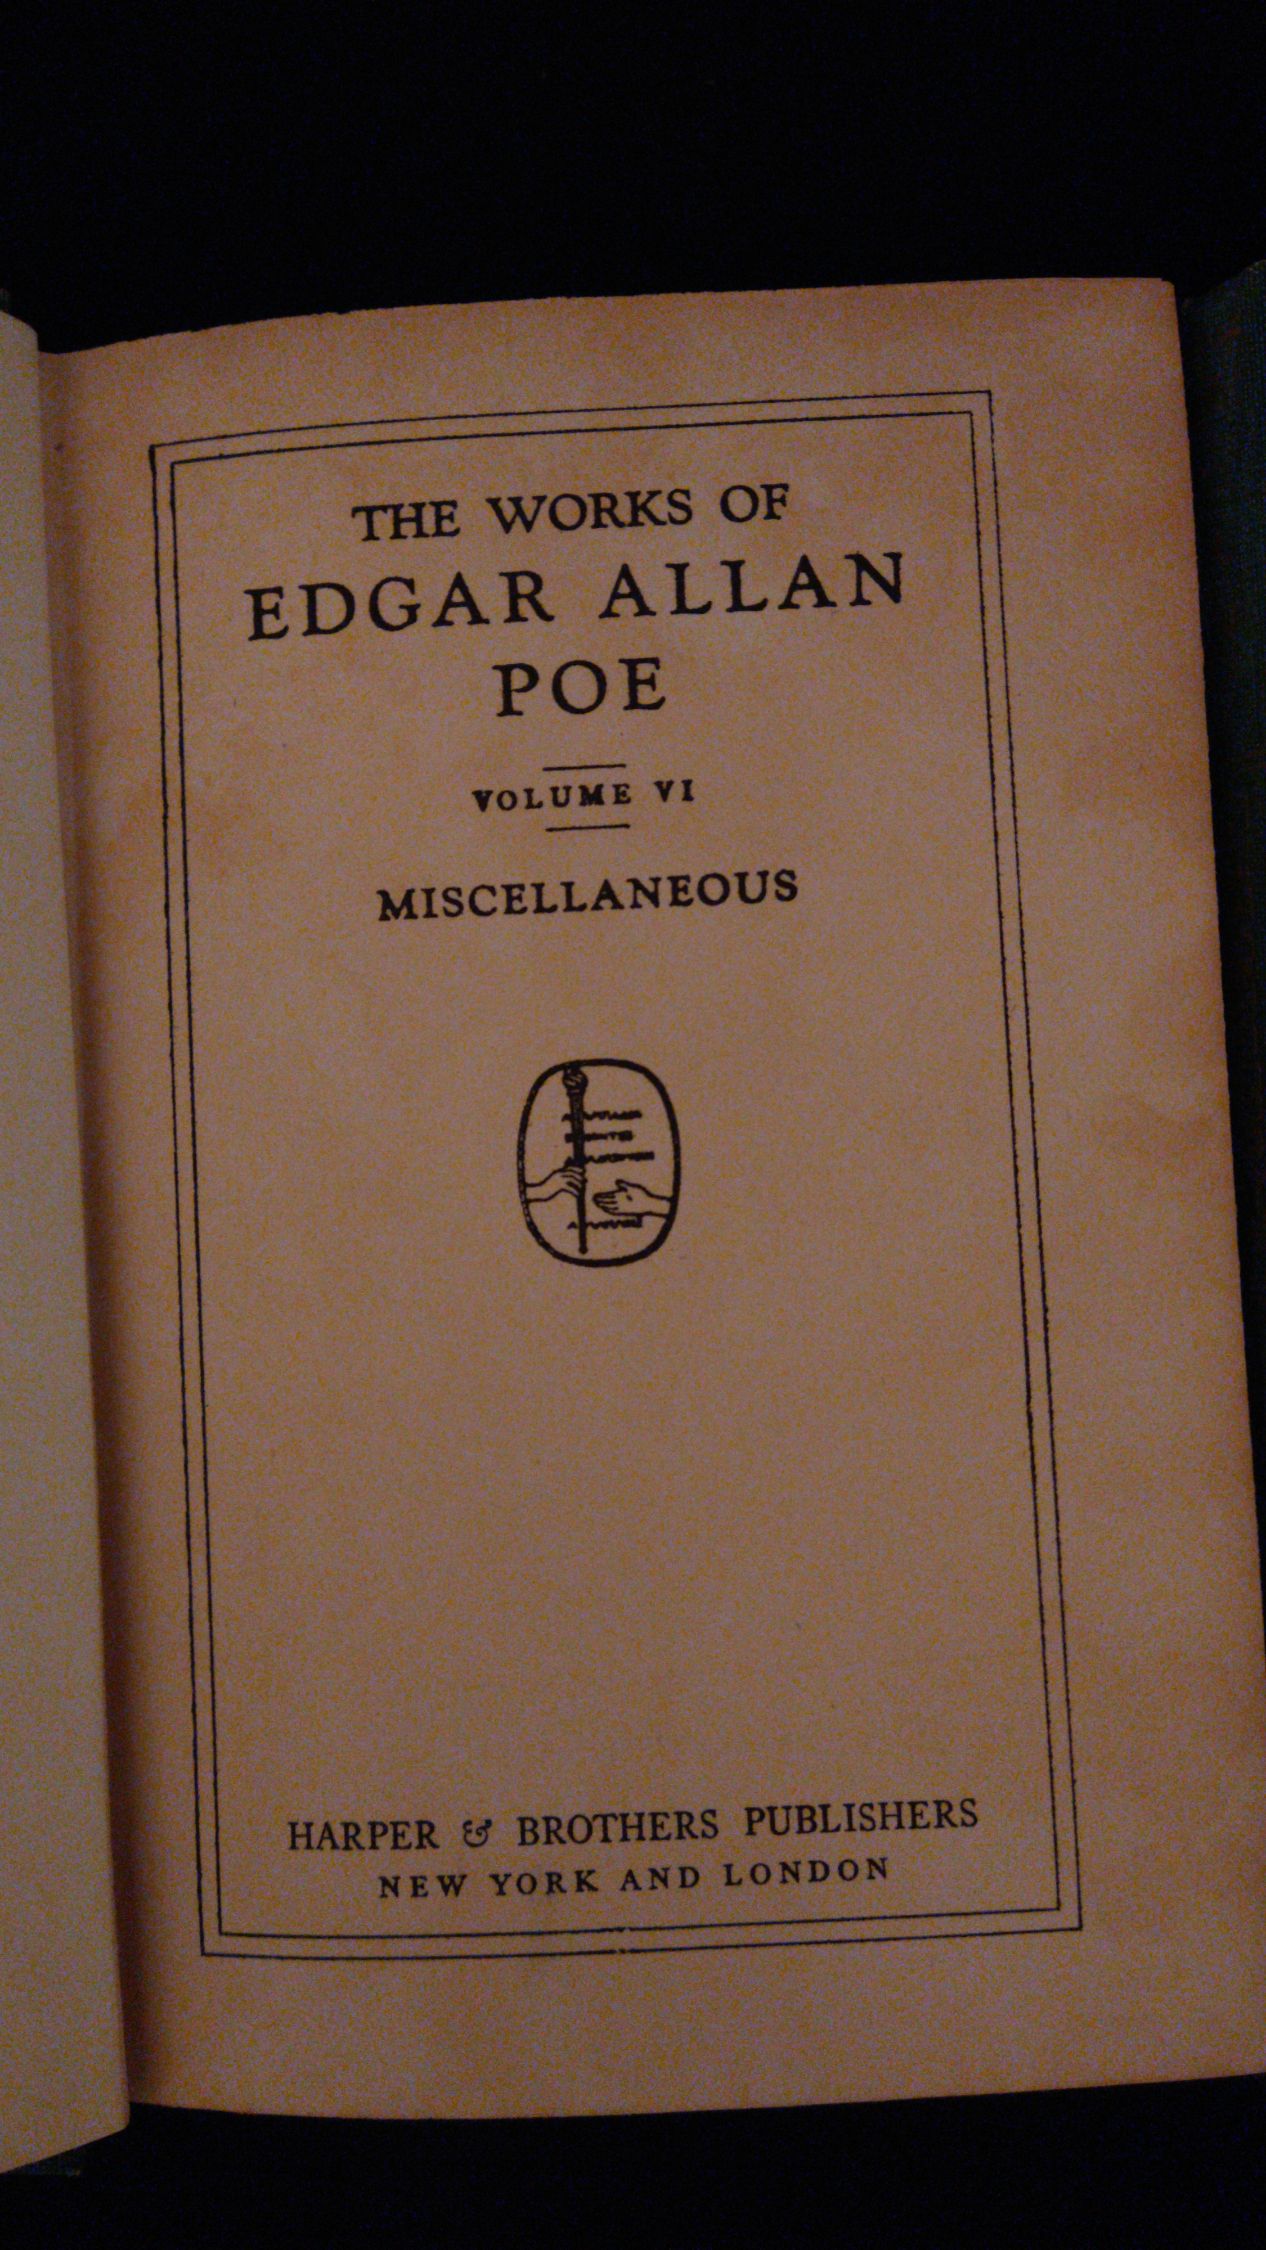 THE WORKS OF
EDGAR ALLAN
POE
VOLUME VI
MISCELLANEOUS
HARPER & BROTHERS PUBLISHERS
NEW YORK AND LONDON